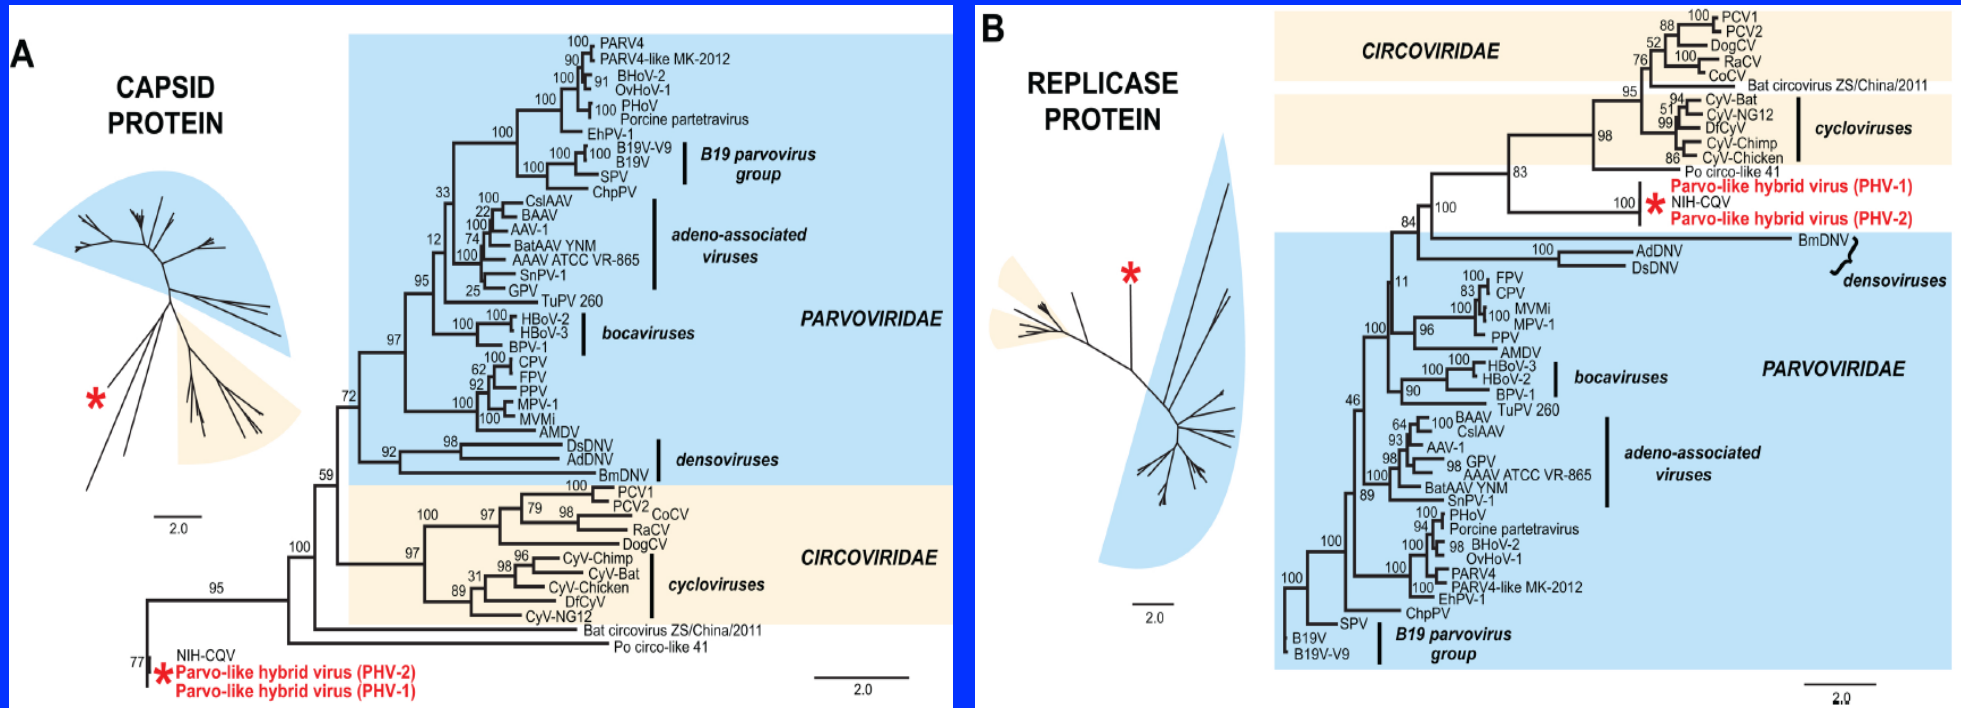 A
CAPSID
PROTEIN
2.0
100
PARV4
PARV4-like MK-2012
90
BHoV-2
100
91
OvHoV-1
100
PHoV
100
Porcine partetravirus
EhPV-1
100
B19V-V9
100
100
B19V
B19 parvovirus
group
100
SPV
ChpPV
33
100
CslAAV
22
BAAV
100
AAV-1
74
BatAAV YNM
100
AAAV ATCC VR-865
SnPV-1
25
GPV
adeno-associated
viruses
12
TuPV 260
95
100
HBoV-2
100
HBoV-3
BPV-1
bocaviruses
PARVOVIRIDAE
97
100
CPV
62
FPV
92
PPV
100
MPV-1
100
MVMi
AMDV
72
98
DsDNV
92
AdDNV
densoviruses
BmDNV
59
100
PCV1
PCV2
79
98
CoCV
97
RaCV
100
DogCV
97
96
CyV-Chimp
98
CyV-Bat
31
CyV-Chicken
89
DfCyV
CyV-NG12
cycloviruses
CIRCOVIRIDAE
100
Bat circovirus ZS/China/2011
95
Po circo-like 41
77
NIH-CQV
* Parvo-like hybrid virus (PHV-2)
Parvo-like hybrid virus (PHV-1)
*
2.0
B
REPLICASE
PROTEIN
*
2.0
CIRCOVIRIDAE
100
PCV1
88
PCV2
52
DogCV
100
RaCV
76
CoCV
Bat circovirus ZS/China/2011
95
94
CyV-Bat
51
CyV-NG12
99
DfCyV
cycloviruses
98
CyV-Chimp
86
CyV-Chicken
83
Po circo-like 41
Parvo-like hybrid virus (PHV-1)
100
* NIH-CQV
Parvo-like hybrid virus (PHV-2)
100
84
BmDNV
100
AdDNV
DsDNV
densoviruses
11
100
FPV
83
CPV
100
MVMi
100
MPV-1
100
96
PPV
AMDV
100
HBoV-3
100
HBoV-2
bocaviruses
90
BPV-1
TuPV 260
PARVOVIRIDAE
46
64
BAAV
100
CslAAV
93
AAV-1
98
GPV
98
AAAV ATCC VR-865
100
BatAAV YNM
89
SnPV-1
adeno-associated
viruses
100
PHoV
94
Porcine partetravirus
100
98
BHoV-2
OvHoV-1
100
100
PARV4
100
PARV4-like MK-2012
EhPV-1
ChpPV
100
SPV
B19V
B19V-V9
B19 parvovirus
group
2.0